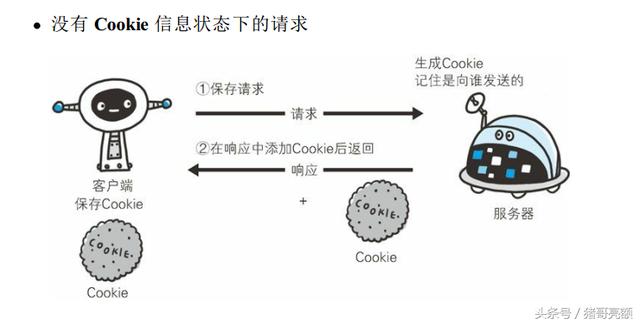 • 没有 Cookie 信息状态下的请求
生成Cookie
记住是向谁发送的
①保存请求
请求
②在响应中添加Cookie后返回
响应
客户端
保存Cookie
+
COOKIE.
服务器
COOKIE.
Cookie
Cookie
头条号 / 猪哥亮额